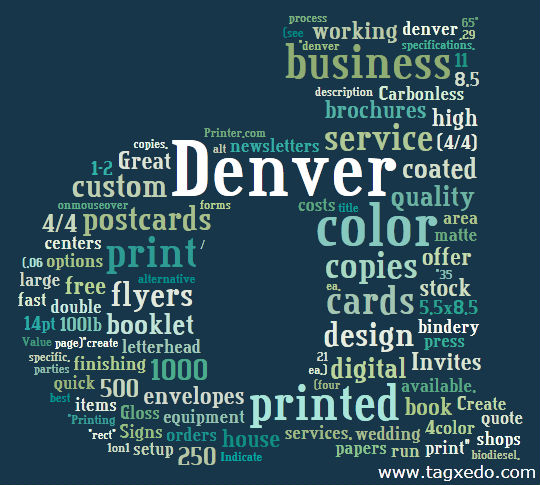 process working denver 65" .29
(see "denver specifications.
business 11
8.5
description Carbonless
brochures high
Printer.com service (4/4)
copies. alt newsletters
1-2 Great Denver coated
custom
onmouseover forms costs title quality
4/4 postcards color area
centers print / matte
(.06 options copies offer
"35
large free alternative ea. stock
fast double flyers cards 5.5x8.5
14pt 100lb booklet design bindery
Value page)"create letterhead press
specific. finishing 21 Invites
parties 1000 ea.) digital
quick 500 envelopes (four available.
best items printed book Create
"Printing Gloss equipment quote
"rect" Signs orders house services. wedding 4color shops
1on1 setup 250 Indicate papers run print" biodiesel.
www.tagxedo.com